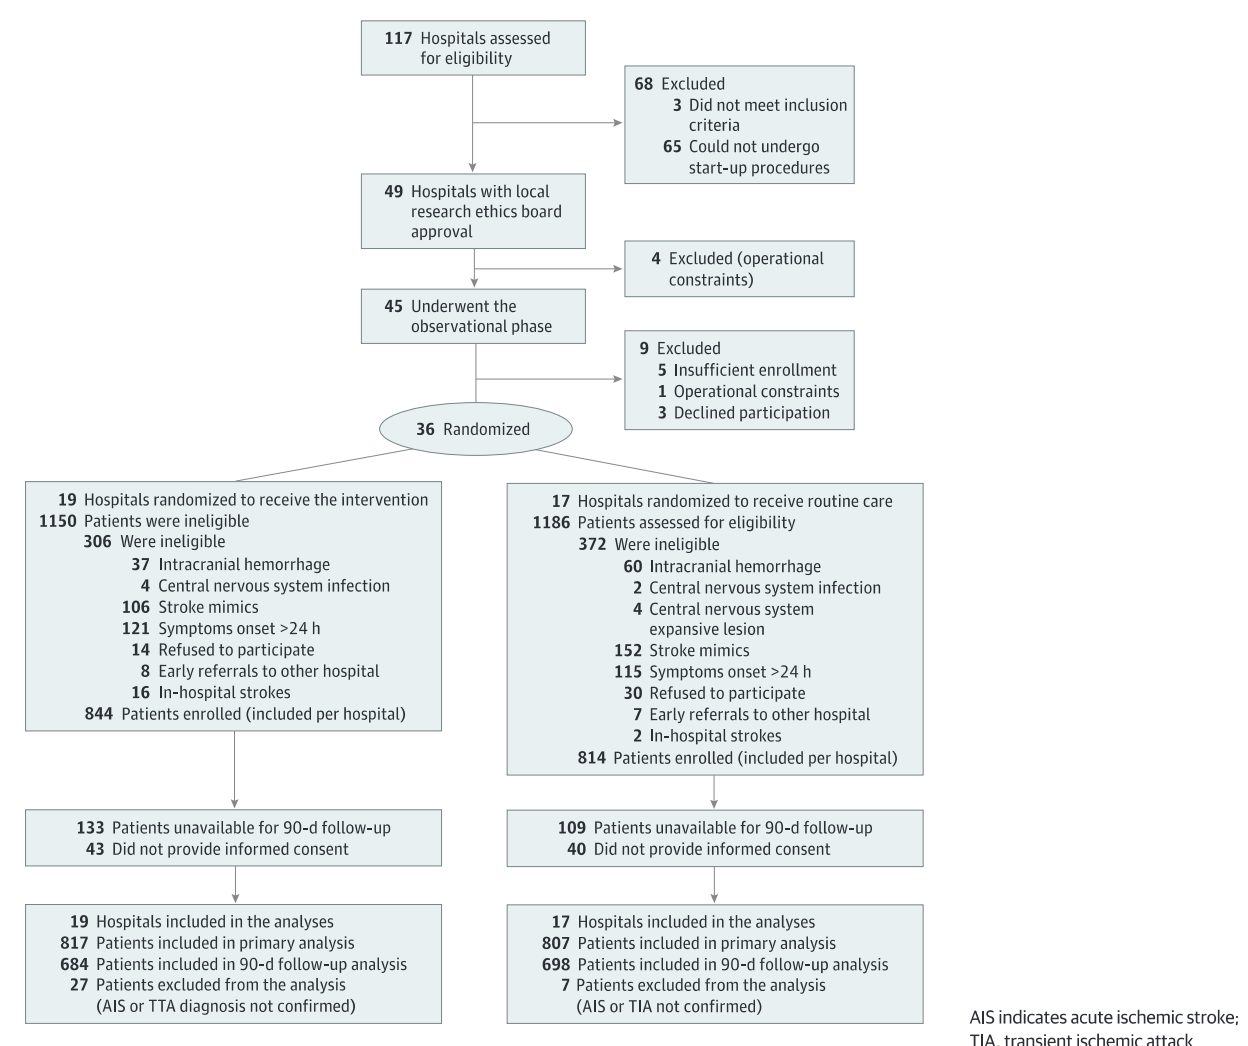 117 Hospitals assessed
for eligibility
68 Excluded
3 Did not meet inclusion
criteria
65 Could not undergo
start-up procedures
49 Hospitals with local
research ethics board
approval
4 Excluded (operational
constraints)
45 Underwent the
observational phase
9 Excluded
5 Insufficient enrollment
1 Operational constraints
3 Declined participation
36 Randomized
19 Hospitals randomized to receive the intervention
1150 Patients were ineligible
306 Were ineligible
37 Intracranial hemorrhage
4 Central nervous system infection
106 Stroke mimics
121 Symptoms onset >24 h
14 Refused to participate
8 Early referrals to other hospital
16 In-hospital strokes
844 Patients enrolled (included per hospital)
17 Hospitals randomized to receive routine care
1186 Patients assessed for eligibility
372 Were ineligible
60 Intracranial hemorrhage
2 Central nervous system infection
4 Central nervous system
expansive lesion
152 Stroke mimics
115 Symptoms onset >24 h
30 Refused to participate
7 Early referrals to other hospital
2 In-hospital strokes
814 Patients enrolled (included per hospital)
133 Patients unavailable for 90-d follow-up
43 Did not provide informed consent
109 Patients unavailable for 90-d follow-up
40 Did not provide informed consent
19 Hospitals included in the analyses
817 Patients included in primary analysis
684 Patients included in 90-d follow-up analysis
27 Patients excluded from the analysis
(AIS or TTA diagnosis not confirmed)
17 Hospitals included in the analyses
807 Patients included in primary analysis
698 Patients included in 90-d follow-up analysis
7 Patients excluded from the analysis
(AIS or TIA not confirmed)
AIS indicates acute ischemic stroke;
TIA, transient ischemic attack